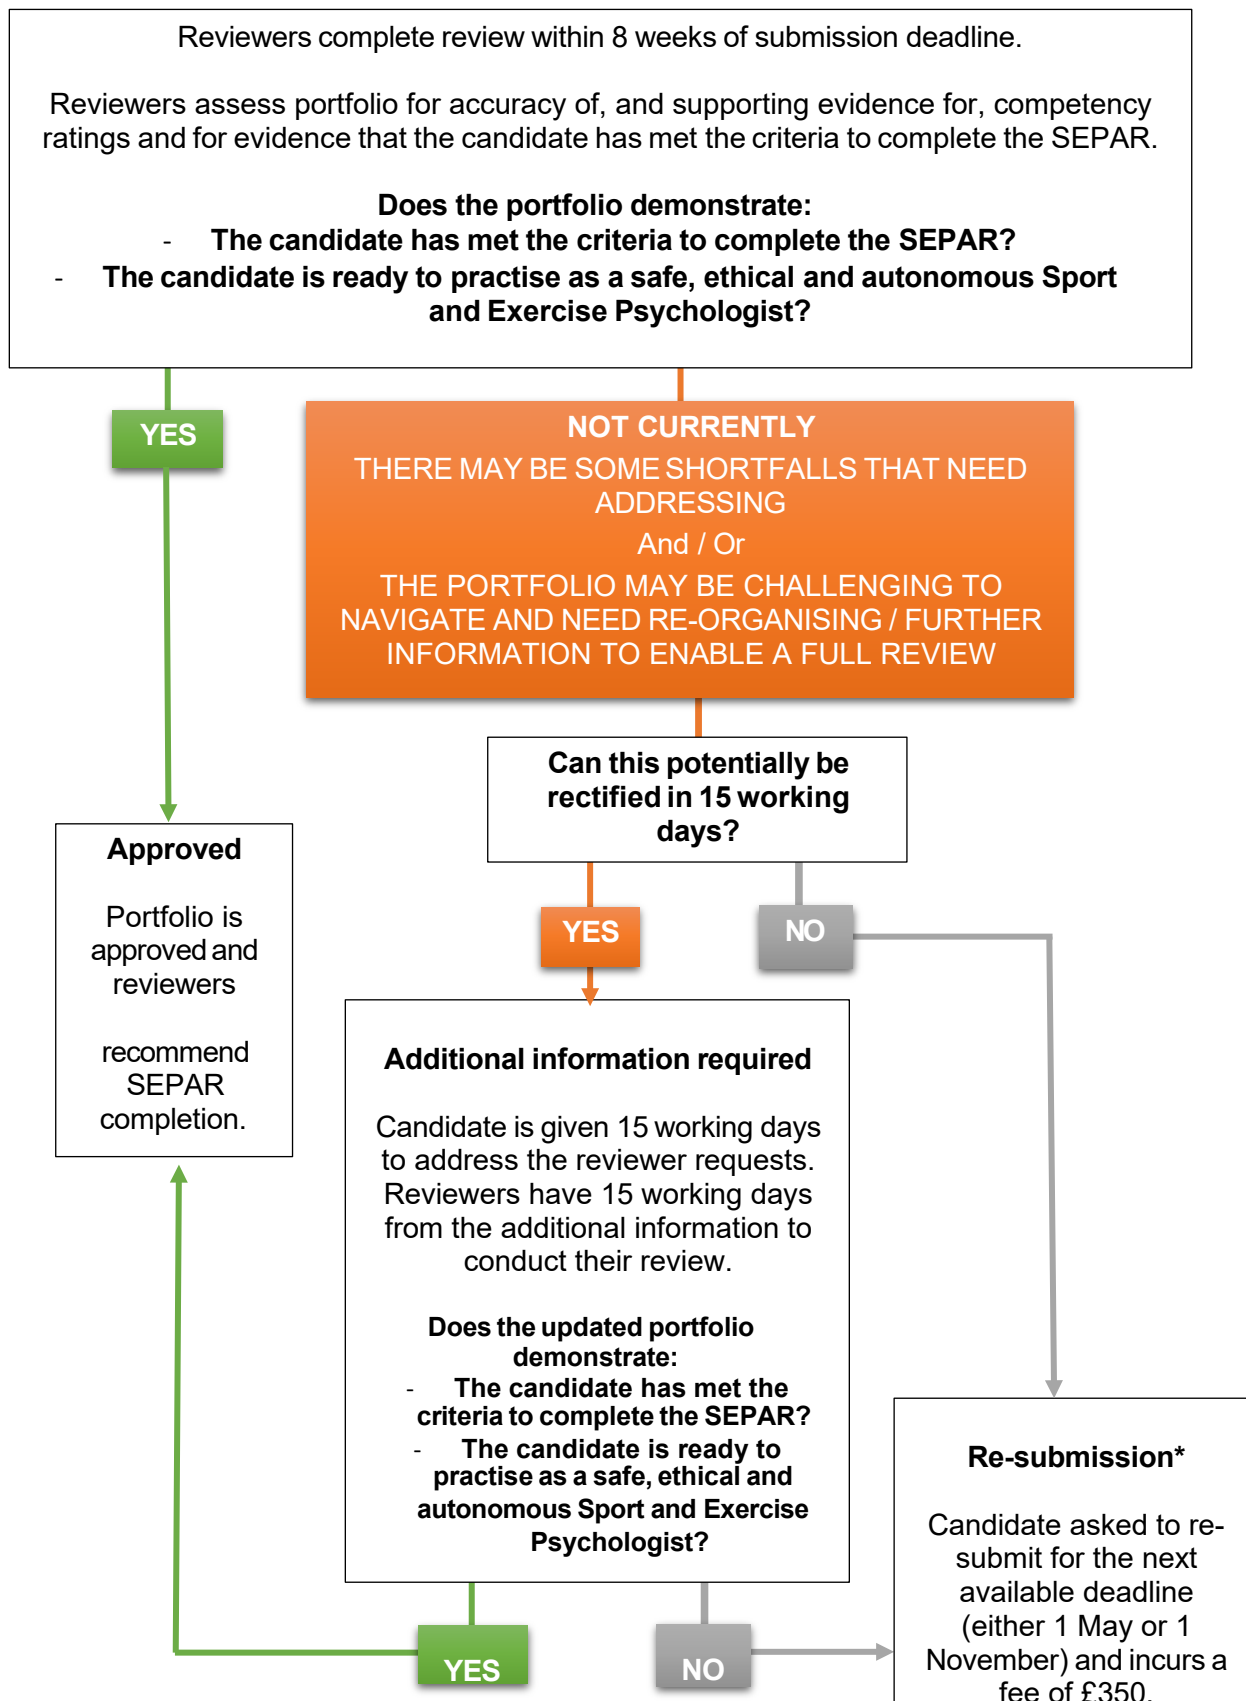 Reviewers complete review within 8 weeks of submission deadline.
Reviewers assess portfolio for accuracy of, and supporting evidence for, competency
ratings and for evidence that the candidate has met the criteria to complete the SEPAR.
Does the portfolio demonstrate:
- The candidate has met the criteria to complete the SEPAR?
- The candidate is ready to practise as a safe, ethical and autonomous Sport
and Exercise Psychologist?
YES
NOT CURRENTLY
THERE MAY BE SOME SHORTFALLS THAT NEED
ADDRESSING
And / Or
THE PORTFOLIO MAY BE CHALLENGING TO
NAVIGATE AND NEED RE-ORGANISING / FURTHER
INFORMATION TO ENABLE A FULL REVIEW
Can this potentially be
rectified in 15 working
days?
Approved
Portfolio is
approved and
reviewers
recommend
SEPAR
completion.
YES
NO
Additional information required
Candidate is given 15 working days
to address the reviewer requests.
Reviewers have 15 working days
from the additional information to
conduct their review.
Does the updated portfolio
demonstrate:
- The candidate has met the
criteria to complete the SEPAR?
- The candidate is ready to
practise as a safe, ethical and
autonomous Sport and Exercise
Psychologist?
Re-submission*
Candidate asked to re-
submit for the next
available deadline
(either 1 May or 1
November) and incurs a
fee of £350.
YES
NO